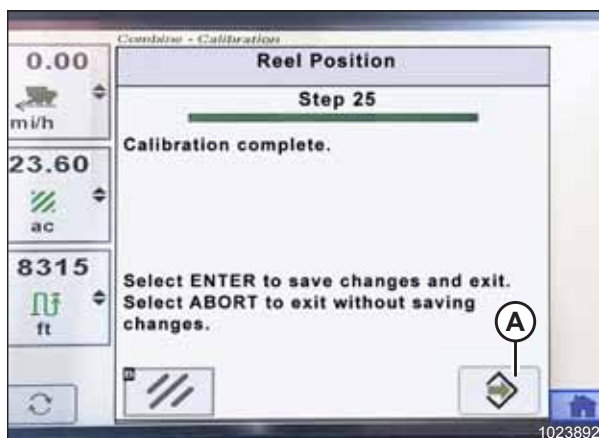 Combine - Calibration
0.00
mi/h
23.60
ac
8315
ft
Reel Position
Step 25
Calibration complete.
Select ENTER to save changes and exit.
Select ABORT to exit without saving
changes.
A
1023892